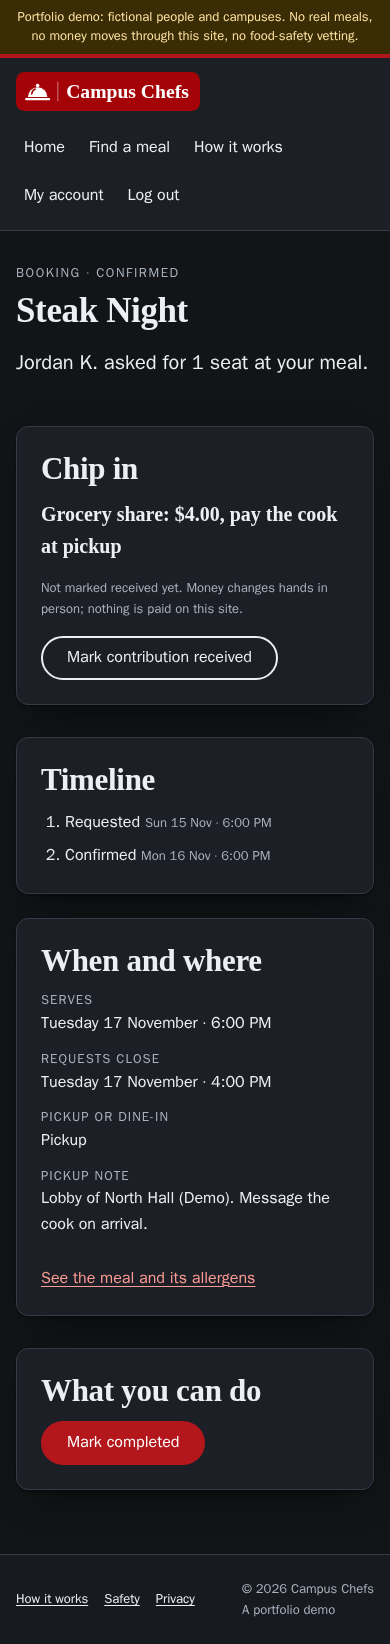 Portfolio demo: fictional people and campuses. No real meals,
no money moves through this site, no food-safety vetting.
Campus Chefs
Home Find a meal How it works
My account Log out
BOOKING · CONFIRMED
Steak Night
Jordan K. asked for 1 seat at your meal.
Chip in
Grocery share: $4.00, pay the cook
at pickup
Not marked received yet. Money changes hands in
person; nothing is paid on this site.
Mark contribution received
Timeline
1. Requested Sun 15 Nov · 6:00 PM
2. Confirmed Mon 16 Nov · 6:00 PM
When and where
SERVES
Tuesday 17 November · 6:00 PM
REQUESTS CLOSE
Tuesday 17 November · 4:00 PM
PICKUP OR DINE-IN
Pickup
PICKUP NOTE
Lobby of North Hall (Demo). Message the
cook on arrival.
See the meal and its allergens
What you can do
Mark completed
How it works Safety Privacy
© 2026 Campus Chefs
A portfolio demo